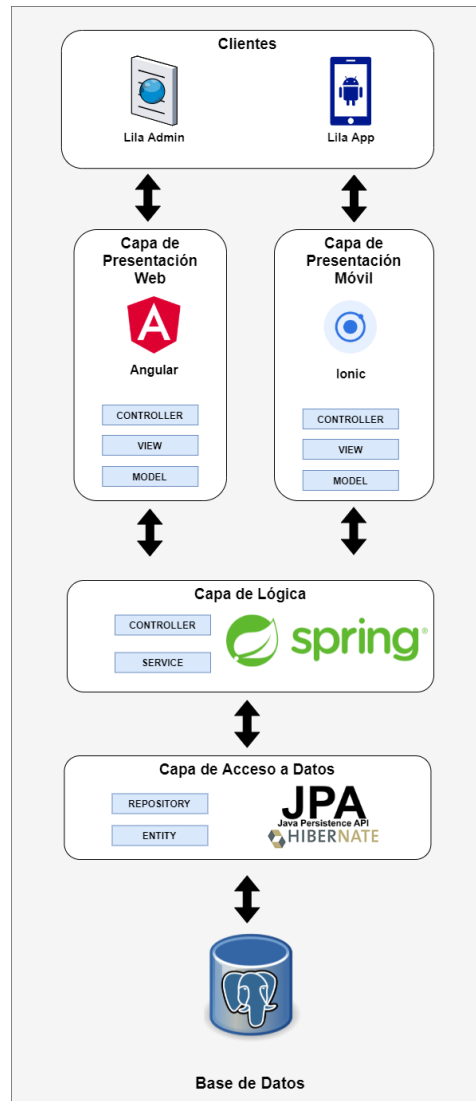 Clientes
Lila Admin
Lila App
Capa de
Presentación
Web
Angular
CONTROLLER
VIEW
MODEL
Capa de
Presentación
Móvil
Ionic
CONTROLLER
VIEW
MODEL
Capa de Lógica
CONTROLLER
SERVICE
spring®
Capa de Acceso a Datos
REPOSITORY
ENTITY
JPA
Java Persistence API
HIBERNATE
Base de Datos